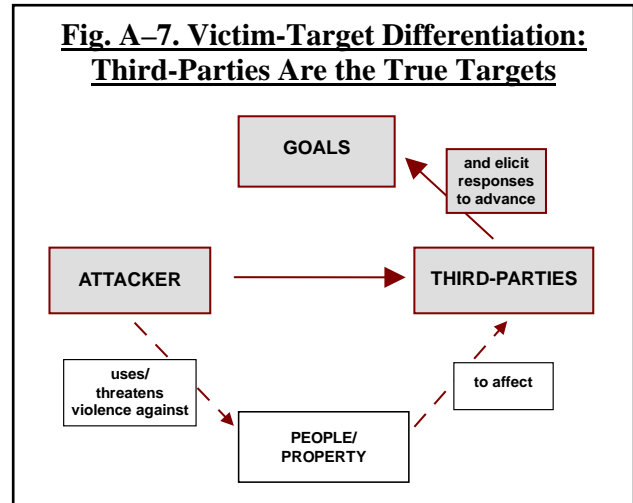 Fig. A–7. Victim-Target Differentiation:
Third-Parties Are the True Targets
GOALS
and elicit
responses
to advance
ATTACKER
THIRD-PARTIES
uses/
threatens
violence against
to affect
PEOPLE/
PROPERTY